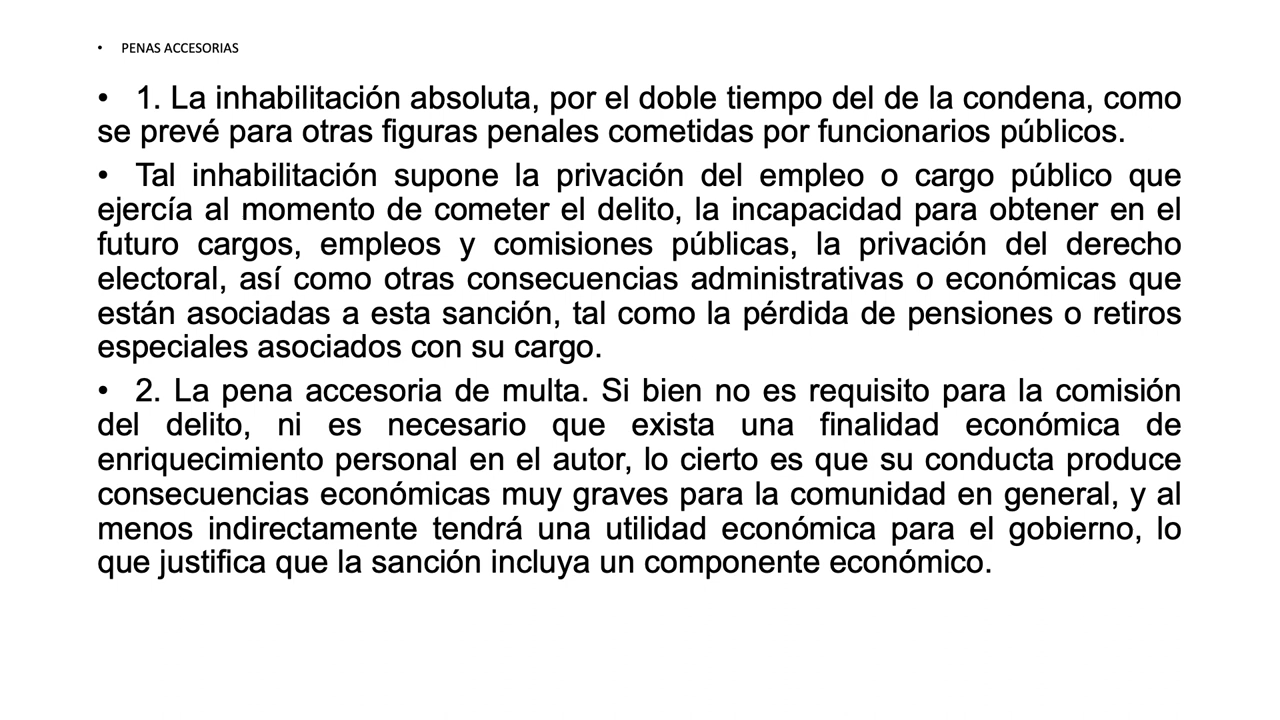 • PENAS ACCESORIAS
• 1. La inhabilitación absoluta, por el doble tiempo del de la condena, como
se prevé para otras figuras penales cometidas por funcionarios públicos.
• Tal inhabilitación supone la privación del empleo o cargo público que
ejercía al momento de cometer el delito, la incapacidad para obtener en el
futuro cargos, empleos y comisiones públicas, la privación del derecho
electoral, así como otras consecuencias administrativas o económicas que
están asociadas a esta sanción, tal como la pérdida de pensiones o retiros
especiales asociados con su cargo.
• 2. La pena accesoria de multa. Si bien no es requisito para la comisión
del delito, ni es necesario que exista una finalidad económica de
enriquecimiento personal en el autor, lo cierto es que su conducta produce
consecuencias económicas muy graves para la comunidad en general, y al
menos indirectamente tendrá una utilidad económica para el gobierno, lo
que justifica que la sanción incluya un componente económico.